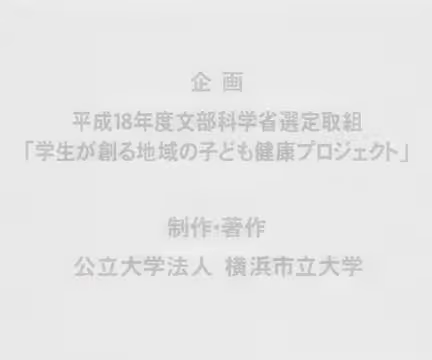 企 画
平成18年度文部科学省選定取組
「学生が創る地域の子ども健康プロジェクト」
制作・著作
公立大学法人 横浜市立大学